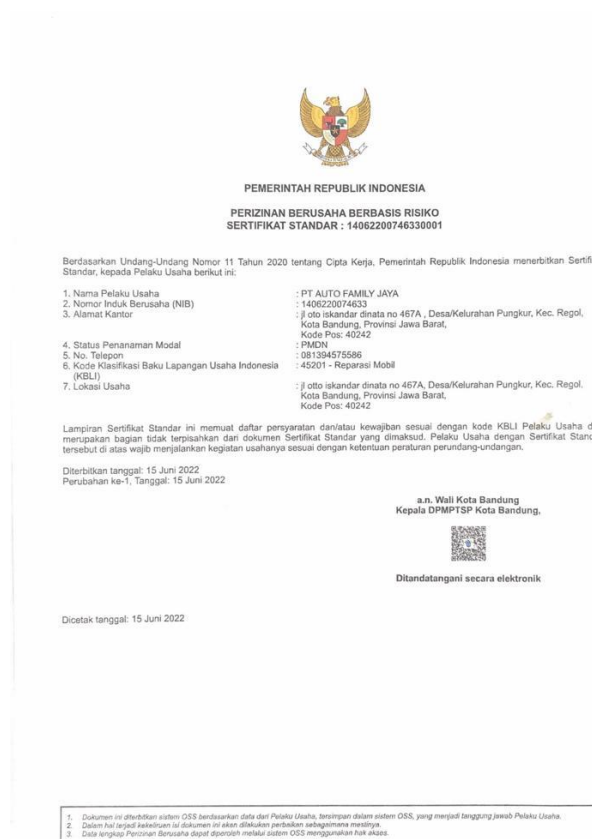 PEMERINTAH REPUBLIK INDONESIA
PERIZINAN BERUSAHA BERBASIS RISIKO
SERTIFIKAT STANDAR : 14062200746330001
Berdasarkan Undang-Undang Nomor 11 Tahun 2020 tentang Cipta Kerja, Pemerintah Republik Indonesia menerbitkan Sertifi
Standar, kepada Pelaku Usaha berikut ini:
1. Nama Pelaku Usaha : PT AUTO FAMILY JAYA
2. Nomor Induk Berusaha (NIB) : 1406220074633
3. Alamat Kantor : jl oto iskandar dinata no 467A , Desa/Kelurahan Pungkur, Kec. Regol,
Kota Bandung, Provinsi Jawa Barat,
Kode Pos: 40242
4. Status Penanaman Modal : PMDN
5. No. Telepon : 081394575586
6. Kode Klasifikasi Baku Lapangan Usaha Indonesia : 45201 - Reparasi Mobil
(KBLI)
7. Lokasi Usaha : jl otto iskandar dinata no 467A, Desa/Kelurahan Pungkur, Kec. Regol.
Kota Bandung, Provinsi Jawa Barat,
Kode Pos: 40242
Lampiran Sertifikat Standar ini memuat daftar persyaratan dan/atau kewajiban sesuai dengan kode KBLI Pelaku Usaha d
merupakan bagian tidak terpisahkan dari dokumen Sertifikat Standar yang dimaksud. Pelaku Usaha dengan Sertifikat Stand
tersebut di atas wajib menjalankan kegiatan usahanya sesuai dengan ketentuan peraturan perundang-undangan.
Diterbitkan tanggal: 15 Juni 2022
Perubahan ke-1, Tanggal: 15 Juni 2022
a.n. Wali Kota Bandung
Kepala DPMPTSP Kota Bandung,
Ditandatangani secara elektronik
Dicetak tanggal: 15 Juni 2022
1. Dokumen ini diterbitkan sistem OSS berdasarkan data dari Pelaku Usaha, tersimpan dalam sistem OSS, yang menjadi tanggung jawab Pelaku Usaha.
2. Dalam hal terjadi kekeliruan isi dokumen ini akan dilakukan perbaikan sebagaimana mestinya.
3. Data lengkap Perizinan Berusaha dapat diperoleh melalui sistem OSS menggunakan hak akses.